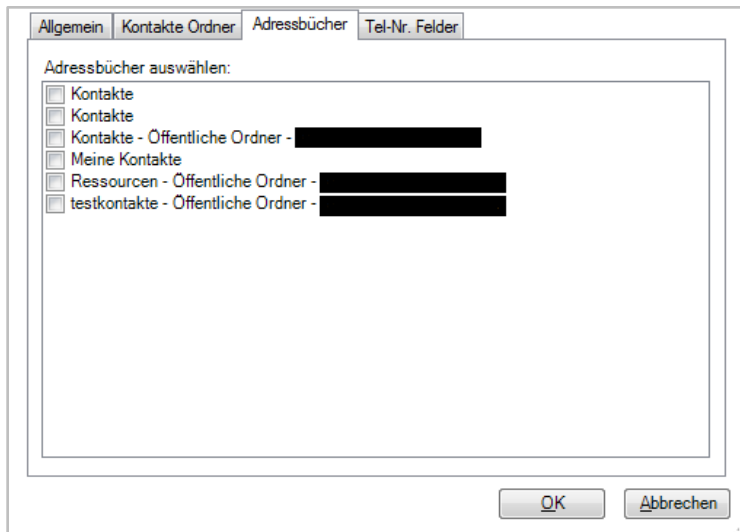 Allgemein Kontakte Ordner Adressbücher Tel-Nr. Felder
Adressbücher auswählen:
Kontakte
Kontakte
Kontakte - Öffentliche Ordner -
Meine Kontakte
Ressourcen - Öffentliche Ordner -
testkontakte - Öffentliche Ordner -
OK Abbrechen